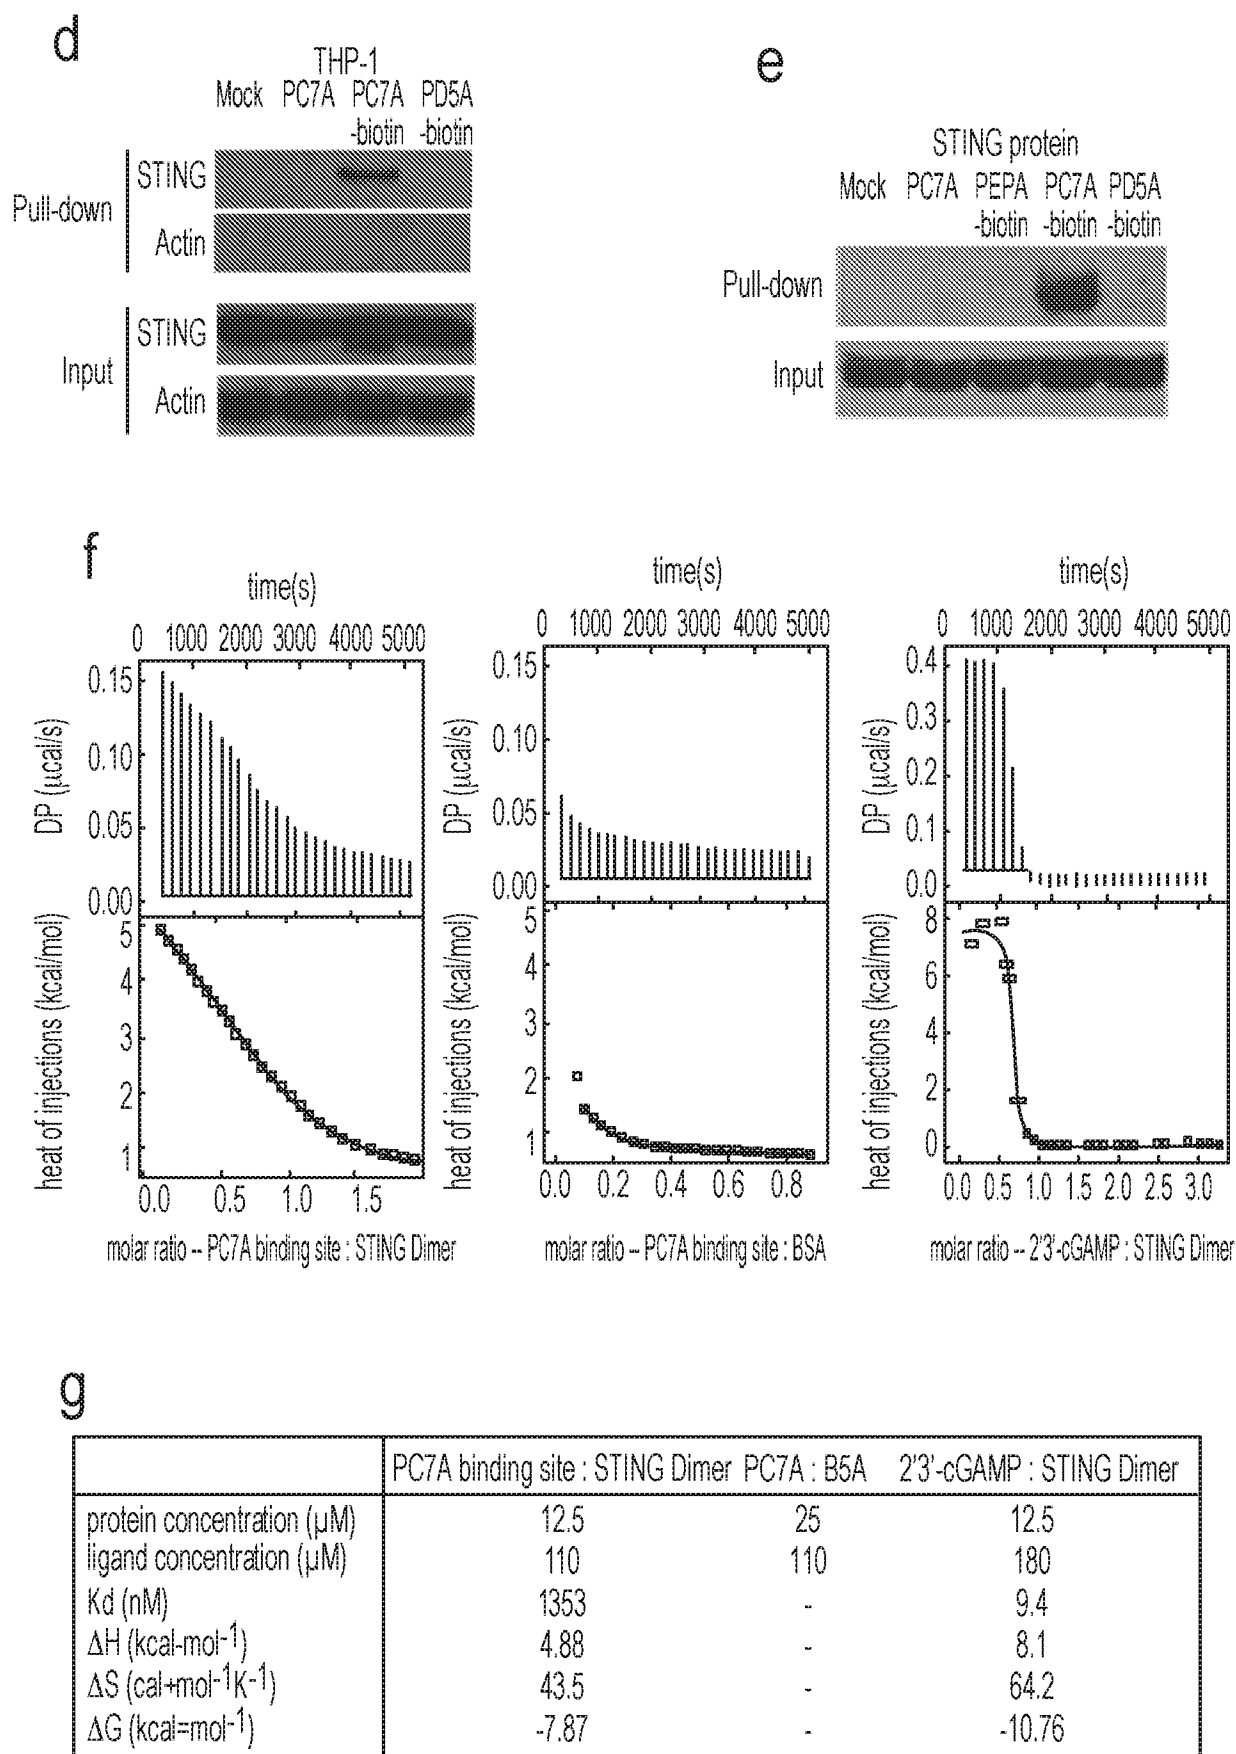 d
THP-1
Mock PC7A PC7A PD5A
-biotin -biotin
Pull-down
STING
Actin
Input
STING
Actin
e
STING protein
Mock PC7A PEPA PC7A PD5A
-biotin -biotin -biotin
Pull-down
Input
f
time(s)
0 1000 2000 3000 4000 5000
DP (µcal/s)
0.15
0.10
0.05
0.00
heat of injections (kcal/mol)
5
4
3
2
1
0.0 0.5 1.0 1.5
molar ratio -- PC7A binding site : STING Dimer
time(s)
0 1000 2000 3000 4000 5000
DP (µcal/s)
0.15
0.10
0.05
0.00
heat of injections (kcal/mol)
5
4
3
2
1
0.0 0.2 0.4 0.6 0.8
molar ratio -- PC7A binding site : BSA
time(s)
0 1000 2000 3000 4000 5000
DP (µcal/s)
0.4
0.3
0.2
0.1
0.0
heat of injections (kcal/mol)
8
6
4
2
0
0.0 0.5 1.0 1.5 2.0 2.5 3.0
molar ratio -- 2'3'-cGAMP : STING Dimer
g
PC7A binding site : STING Dimer PC7A : B5A 2'3'-cGAMP : STING Dimer
protein concentration (µM) 12.5 25 12.5
ligand concentration (µM) 110 110 180
Kd (nM) 1353 - 9.4
ΔH (kcal-mol⁻¹) 4.88 - 8.1
ΔS (cal+mol⁻¹K⁻¹) 43.5 - 64.2
ΔG (kcal=mol⁻¹) -7.87 - -10.76